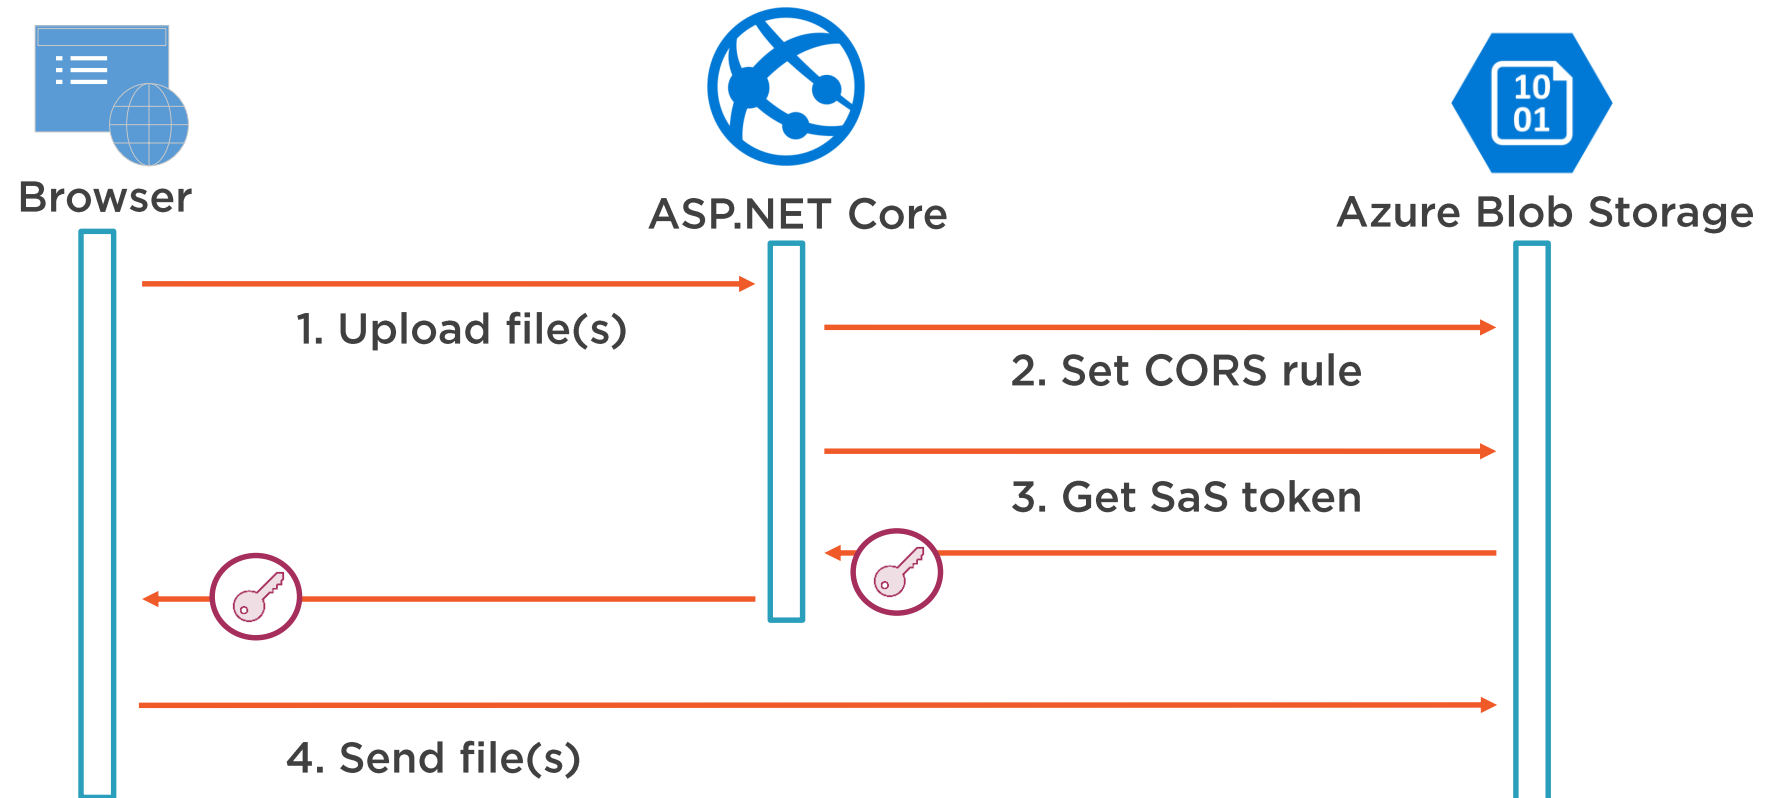 10
01
Browser
ASP.NET Core
Azure Blob Storage
1. Upload file(s)
2. Set CORS rule
3. Get SaS token
4. Send file(s)